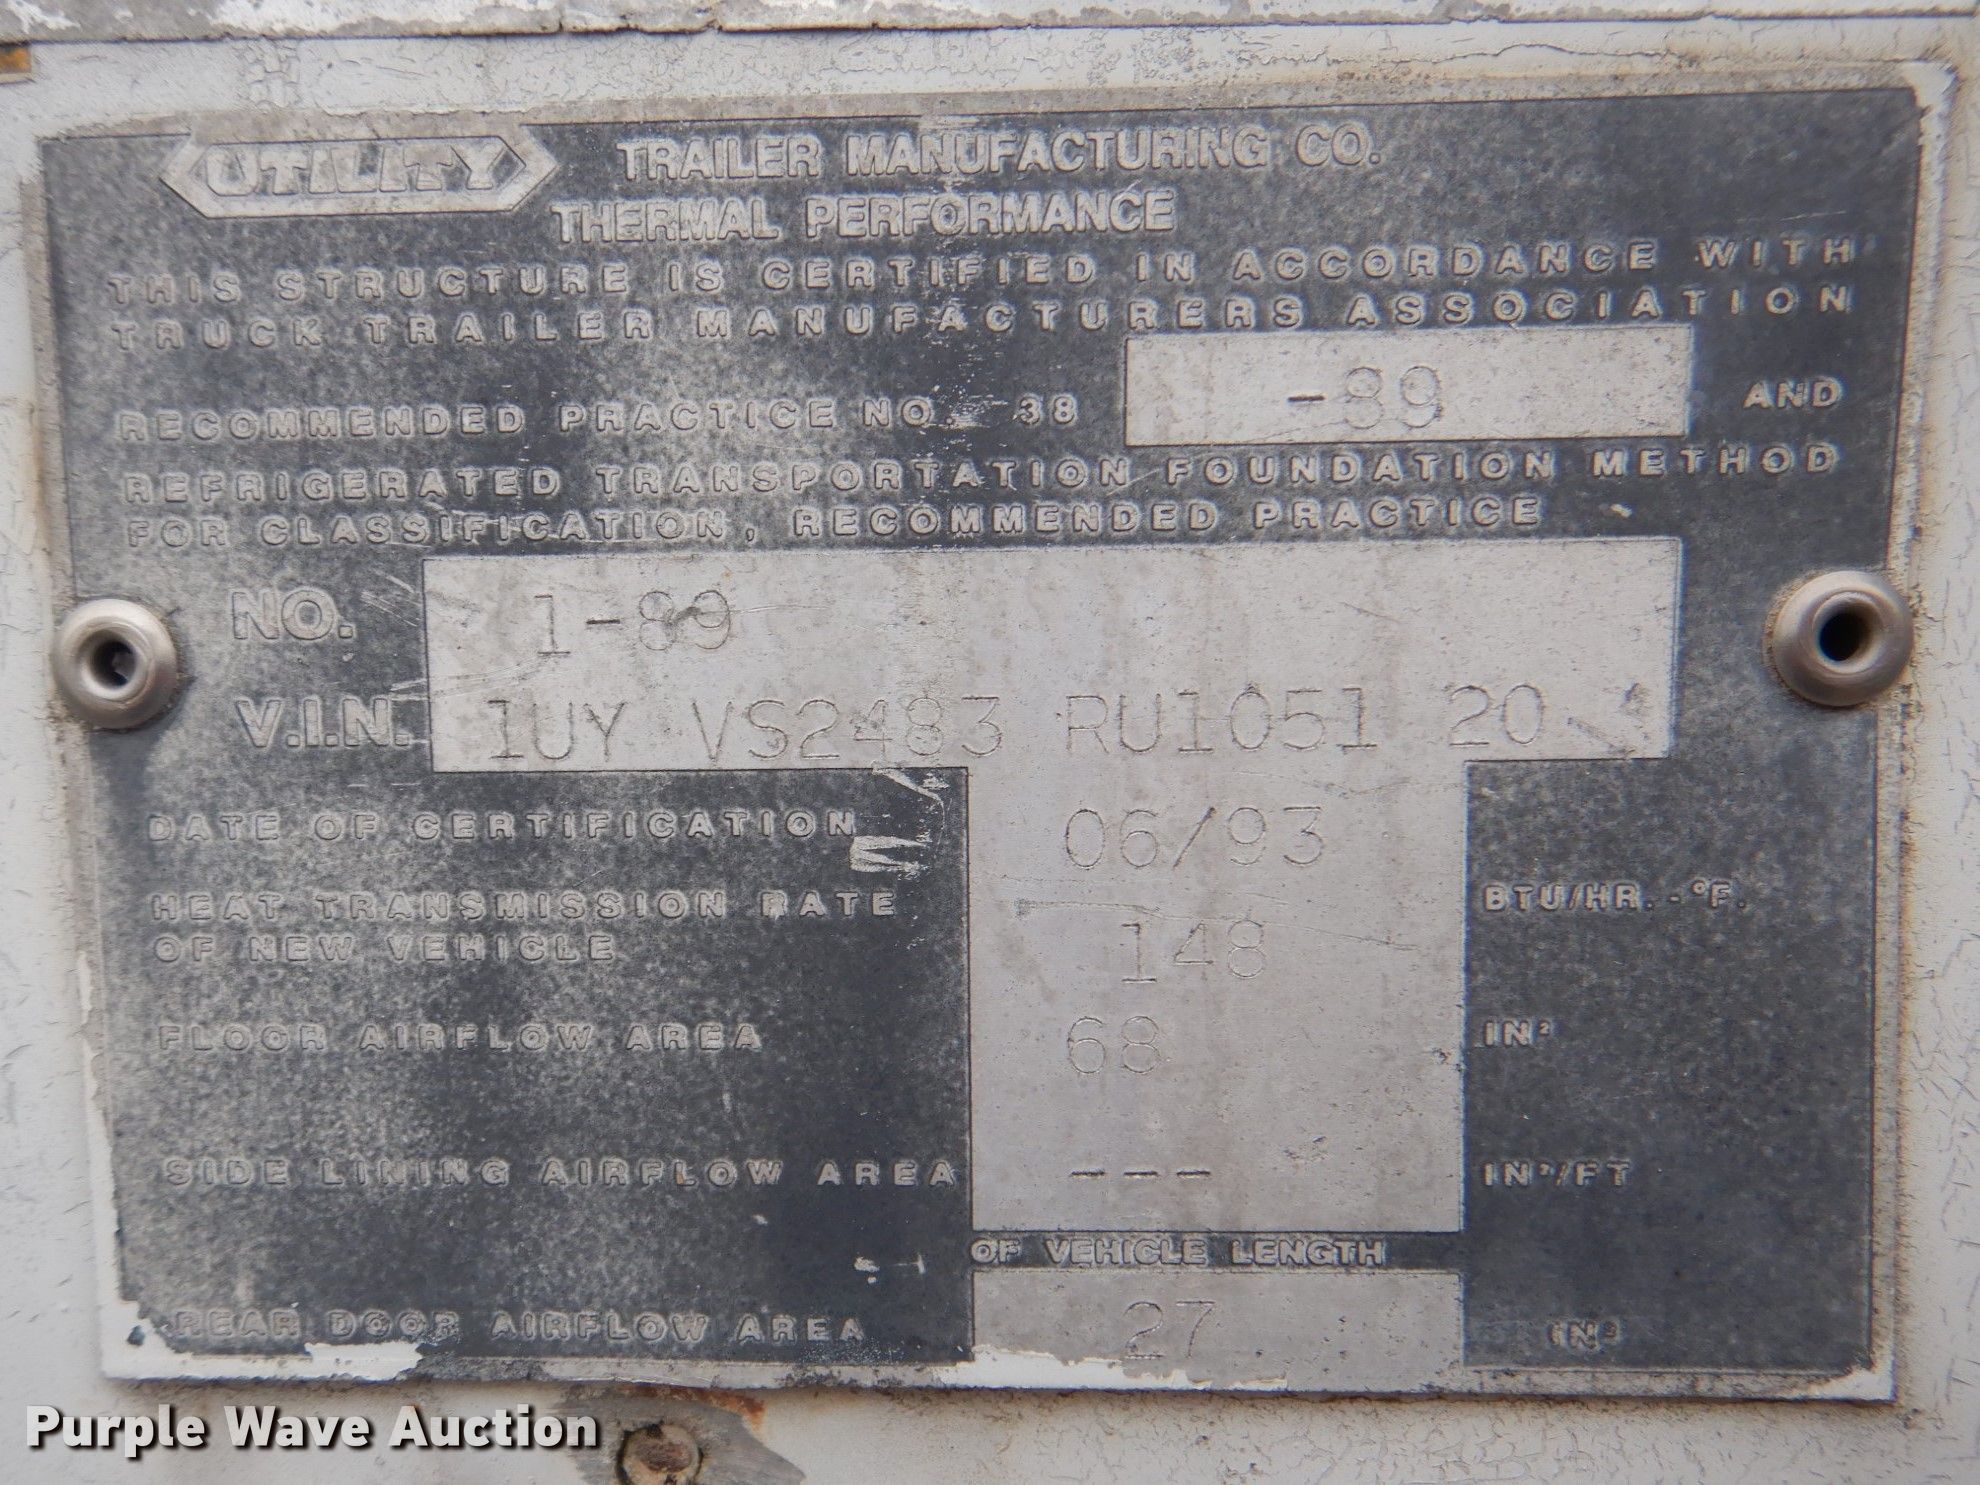 UTILITY TRAILER MANUFACTURING CO.
THERMAL PERFORMANCE
THIS STRUCTURE IS CERTIFIED IN ACCORDANCE WITH
TRUCK TRAILER MANUFACTURERS ASSOCIATION
RECOMMENDED PRACTICE NO. 38 -89 AND
REFRIGERATED TRANSPORTATION FOUNDATION METHOD
FOR CLASSIFICATION, RECOMMENDED PRACTICE
NO. 1-89
V.I.N. 1UY VS2483 RU1051 20
DATE OF CERTIFICATION 06/93
HEAT TRANSMISSION RATE BTU/HR.-°F.
OF NEW VEHICLE 148
FLOOR AIRFLOW AREA 68 IN²
SIDE LINING AIRFLOW AREA --- IN²/FT
OF VEHICLE LENGTH
REAR DOOR AIRFLOW AREA 27 IN²
Purple Wave Auction